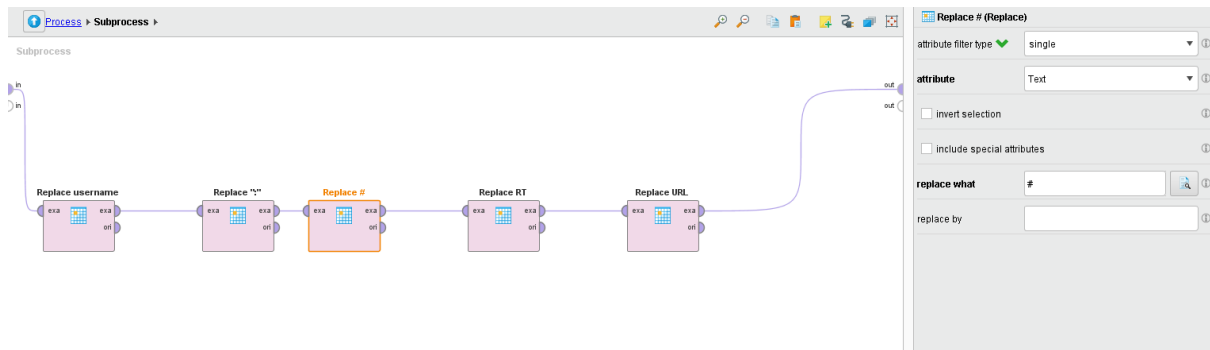 Process ▸ Subprocess ▸
Subprocess
in
in
out
out
Replace username
exa exa
ori
Replace ":"
exa exa
ori
Replace #
exa exa
ori
Replace RT
exa exa
ori
Replace URL
exa exa
ori
Replace # (Replace)
attribute filter type single
attribute Text
invert selection
include special attributes
replace what #
replace by